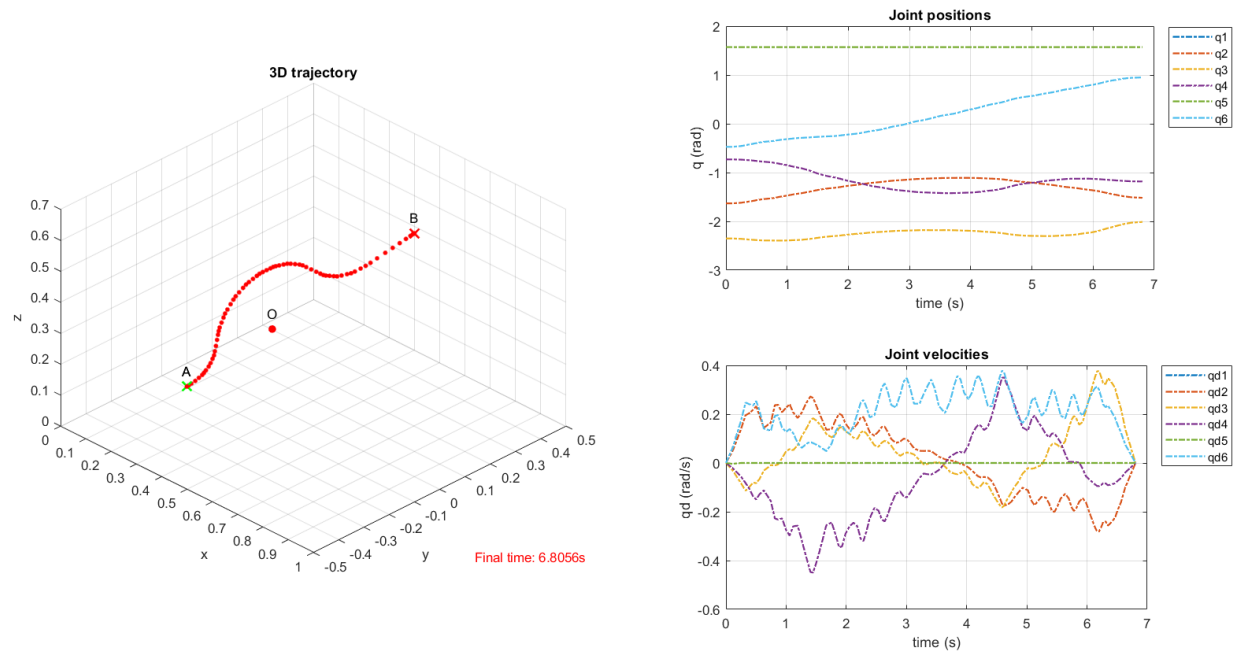 3D trajectory
0.7
0.6
0.5
0.4
0.3
0.2
0.1
0
z
A
B
O
0
0.1
0.2
0.3
0.4
0.5
0.6
0.7
0.8
0.9
1
x
-0.5
-0.4
-0.3
-0.2
-0.1
0
0.1
0.2
0.3
0.4
0.5
y
Final time: 6.8056s
Joint positions
2
1
0
-1
-2
-3
q (rad)
0 1 2 3 4 5 6 7
time (s)
q1
q2
q3
q4
q5
q6
Joint velocities
0.4
0.2
0
-0.2
-0.4
-0.6
qd (rad/s)
0 1 2 3 4 5 6 7
time (s)
qd1
qd2
qd3
qd4
qd5
qd6